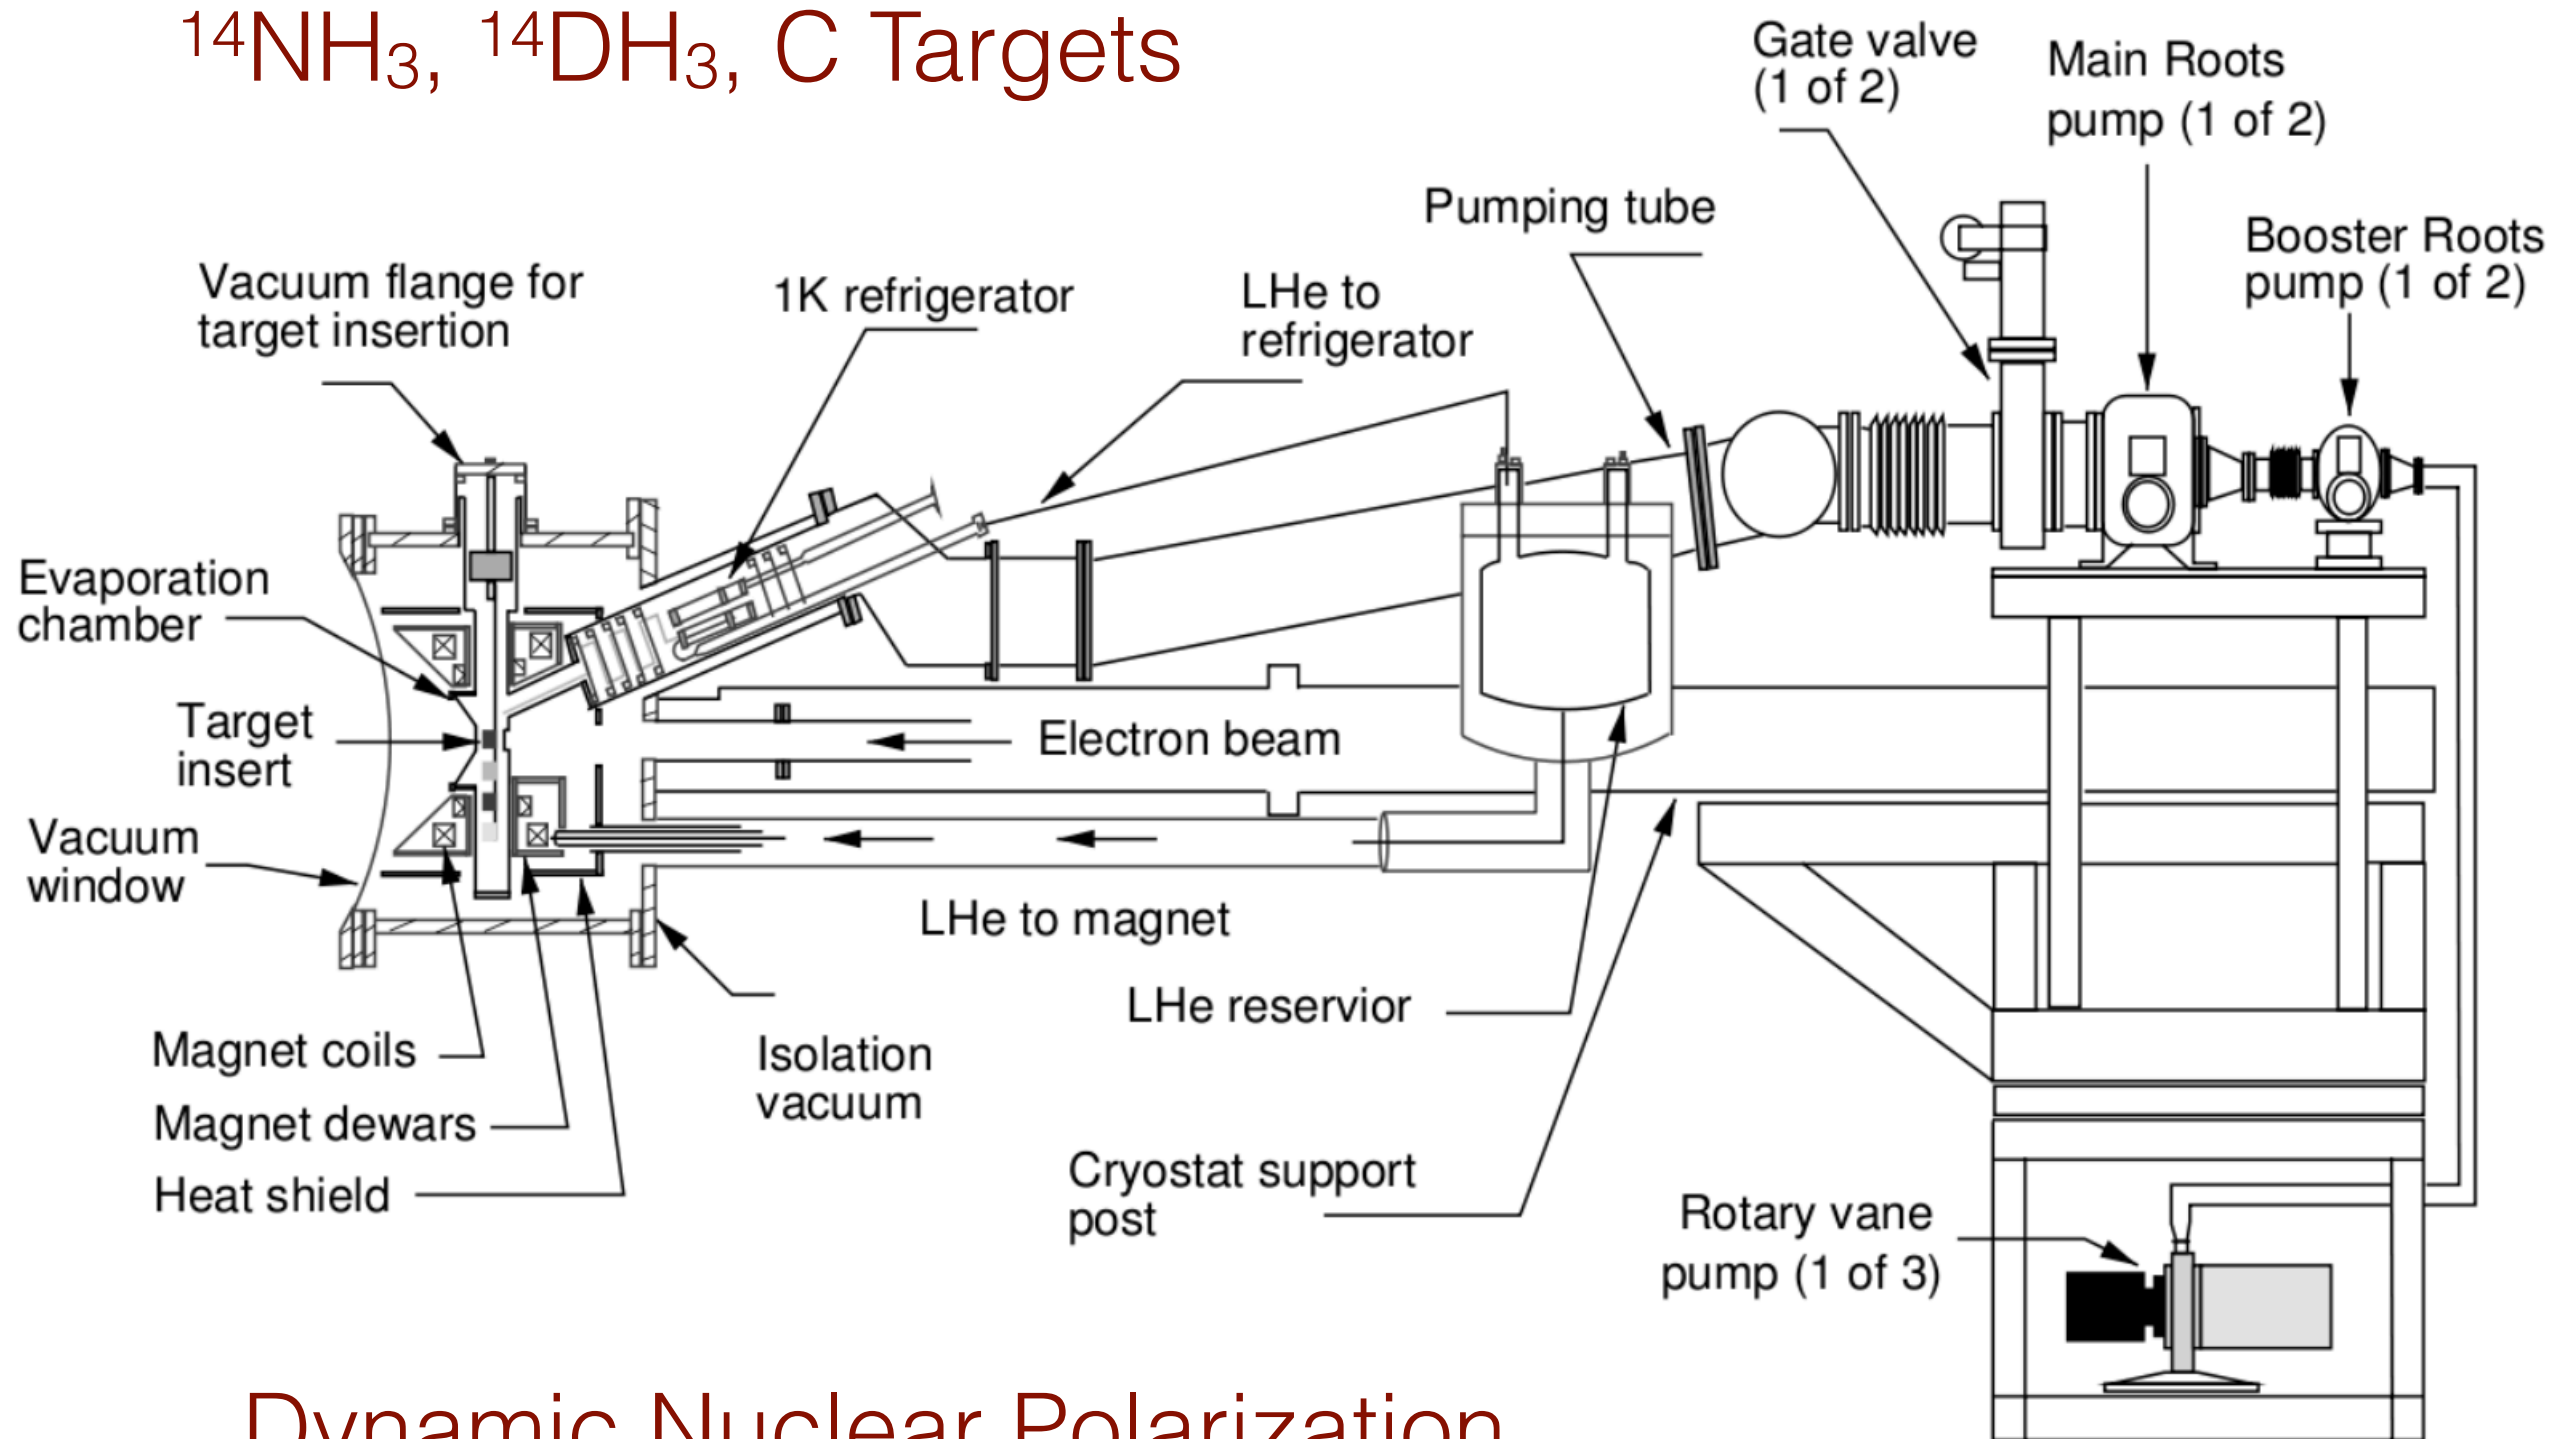 ¹⁴NH₃, ¹⁴DH₃, C Targets
Gate valve
(1 of 2)
Main Roots
pump (1 of 2)
Pumping tube
Booster Roots
pump (1 of 2)
Vacuum flange for
target insertion
1K refrigerator
LHe to
refrigerator
Evaporation
chamber
Target
insert
Electron beam
Vacuum
window
LHe to magnet
LHe reservior
Magnet coils
Isolation
vacuum
Magnet dewars
Cryostat support
post
Heat shield
Rotary vane
pump (1 of 3)
Dynamic Nuclear Polarization